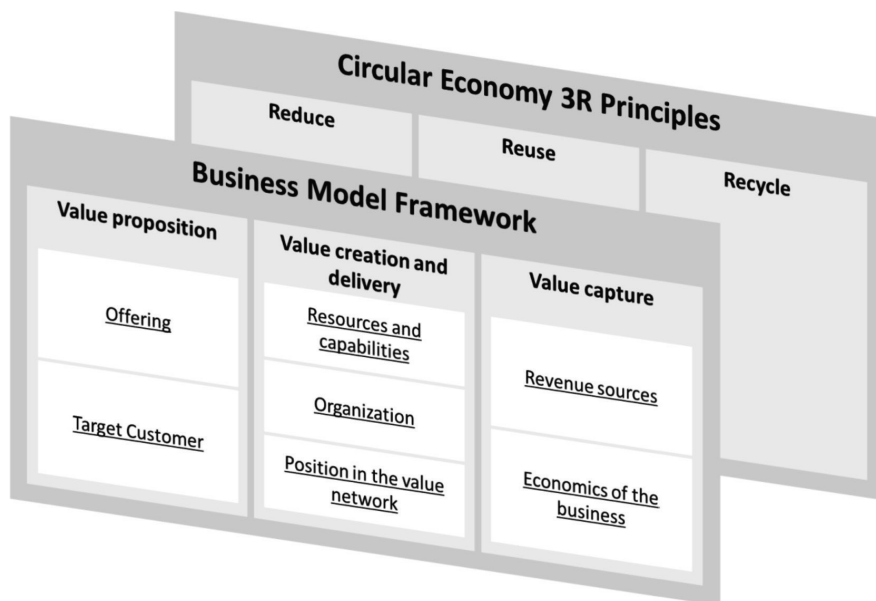 Circular Economy 3R Principles
Reduce
Reuse
Recycle
Business Model Framework
Value proposition
Offering
Target Customer
Value creation and
delivery
Resources and
capabilities
Organization
Position in the value
network
Value capture
Revenue sources
Economics of the
business